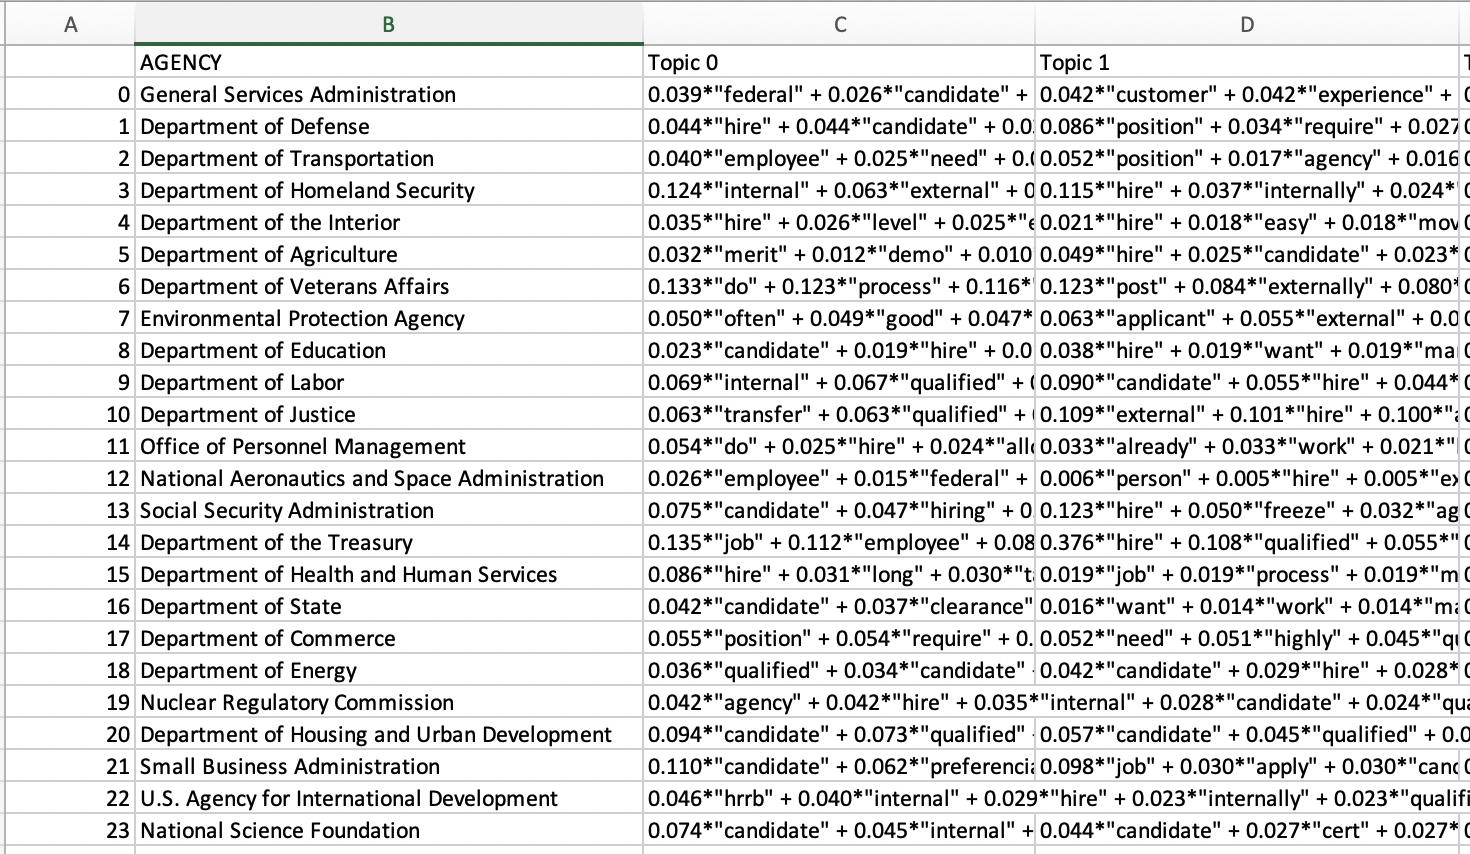 A B C D
AGENCY Topic 0 Topic 1
0 General Services Administration 0.039*"federal" + 0.026*"candidate" + 0.042*"customer" + 0.042*"experience" +
1 Department of Defense 0.044*"hire" + 0.044*"candidate" + 0.0 0.086*"position" + 0.034*"require" + 0.027
2 Department of Transportation 0.040*"employee" + 0.025*"need" + 0.0 0.052*"position" + 0.017*"agency" + 0.016
3 Department of Homeland Security 0.124*"internal" + 0.063*"external" + 0 0.115*"hire" + 0.037*"internally" + 0.024*"
4 Department of the Interior 0.035*"hire" + 0.026*"level" + 0.025*"e 0.021*"hire" + 0.018*"easy" + 0.018*"mov
5 Department of Agriculture 0.032*"merit" + 0.012*"demo" + 0.010 0.049*"hire" + 0.025*"candidate" + 0.023*
6 Department of Veterans Affairs 0.133*"do" + 0.123*"process" + 0.116*" 0.123*"post" + 0.084*"externally" + 0.080*
7 Environmental Protection Agency 0.050*"often" + 0.049*"good" + 0.047* 0.063*"applicant" + 0.055*"external" + 0.0
8 Department of Education 0.023*"candidate" + 0.019*"hire" + 0.0 0.038*"hire" + 0.019*"want" + 0.019*"ma
9 Department of Labor 0.069*"internal" + 0.067*"qualified" + 0.090*"candidate" + 0.055*"hire" + 0.044*
10 Department of Justice 0.063*"transfer" + 0.063*"qualified" + 0.109*"external" + 0.101*"hire" + 0.100*"a
11 Office of Personnel Management 0.054*"do" + 0.025*"hire" + 0.024*"all 0.033*"already" + 0.033*"work" + 0.021*"
12 National Aeronautics and Space Administration 0.026*"employee" + 0.015*"federal" + 0.006*"person" + 0.005*"hire" + 0.005*"ex
13 Social Security Administration 0.075*"candidate" + 0.047*"hiring" + 0 0.123*"hire" + 0.050*"freeze" + 0.032*"ag
14 Department of the Treasury 0.135*"job" + 0.112*"employee" + 0.08 0.376*"hire" + 0.108*"qualified" + 0.055*"
15 Department of Health and Human Services 0.086*"hire" + 0.031*"long" + 0.030*"t 0.019*"job" + 0.019*"process" + 0.019*"m
16 Department of State 0.042*"candidate" + 0.037*"clearance" 0.016*"want" + 0.014*"work" + 0.014*"ma
17 Department of Commerce 0.055*"position" + 0.054*"require" + 0. 0.052*"need" + 0.051*"highly" + 0.045*"qu
18 Department of Energy 0.036*"qualified" + 0.034*"candidate" 0.042*"candidate" + 0.029*"hire" + 0.028*
19 Nuclear Regulatory Commission 0.042*"agency" + 0.042*"hire" + 0.035*"internal" + 0.028*"candidate" + 0.024*"qua
20 Department of Housing and Urban Development 0.094*"candidate" + 0.073*"qualified" 0.057*"candidate" + 0.045*"qualified" + 0.0
21 Small Business Administration 0.110*"candidate" + 0.062*"preferencia 0.098*"job" + 0.030*"apply" + 0.030*"canc
22 U.S. Agency for International Development 0.046*"hrrb" + 0.040*"internal" + 0.029*"hire" + 0.023*"internally" + 0.023*"qualifi
23 National Science Foundation 0.074*"candidate" + 0.045*"internal" + 0.044*"candidate" + 0.027*"cert" + 0.027*